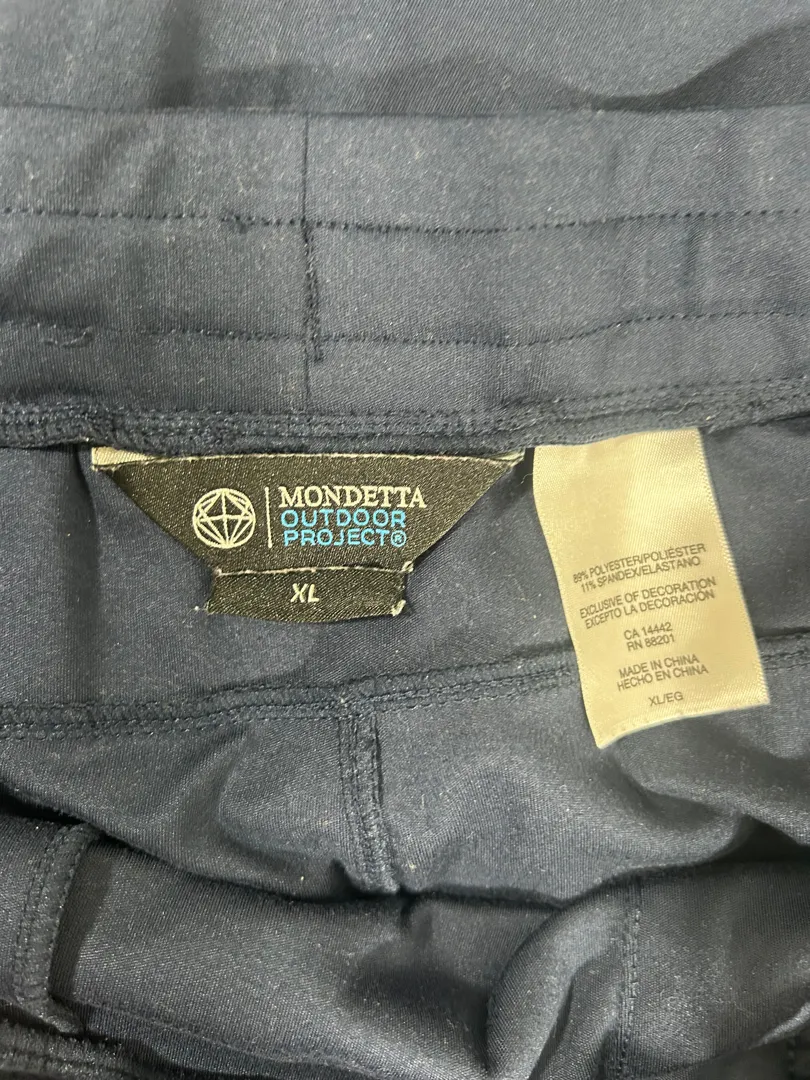 MONDETTA
OUTDOOR
PROJECT®
XL
89% POLYESTER/POLIÉSTER
11% SPANDEX/ELASTANO
EXCLUSIVE OF DECORATION
EXCEPTO LA DECORACIÓN
CA 14442
RN 88201
MADE IN CHINA
HECHO EN CHINA
XL/EG